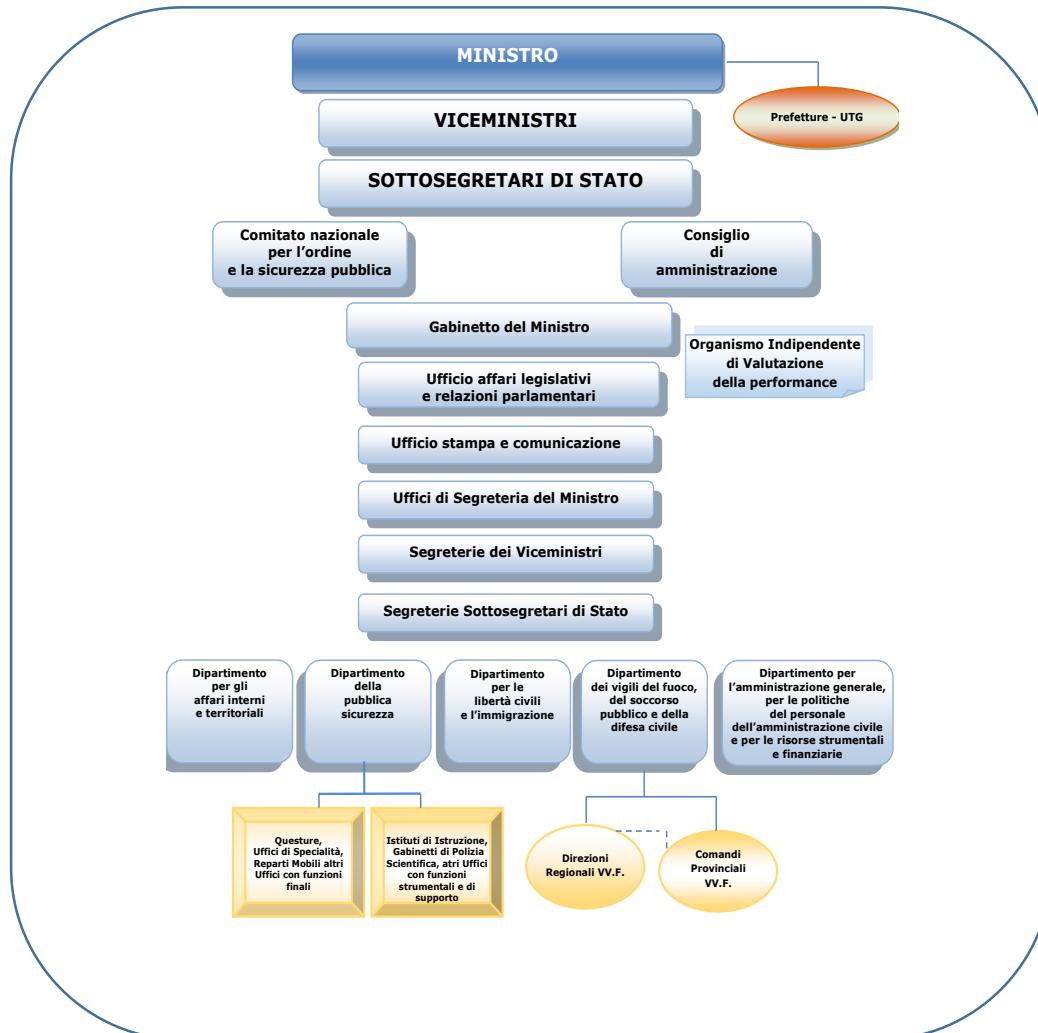 MINISTRO
Prefetture - UTG
VICEMINISTRI
SOTTOSEGRETARI DI STATO
Comitato nazionale
per l'ordine
e la sicurezza pubblica
Consiglio
di
amministrazione
Gabinetto del Ministro
Organismo Indipendente
di Valutazione
della performance
Ufficio affari legislativi
e relazioni parlamentari
Ufficio stampa e comunicazione
Uffici di Segreteria del Ministro
Segreterie dei Viceministri
Segreterie Sottosegretari di Stato
Dipartimento
per gli
affari interni
e territoriali
Dipartimento
della
pubblica
sicurezza
Dipartimento
per le
libertà civili
e l'immigrazione
Dipartimento
dei vigili del fuoco,
del soccorso
pubblico e della
difesa civile
Dipartimento per
l'amministrazione generale,
per le politiche
del personale
dell'amministrazione civile
e per le risorse strumentali
e finanziarie
Questure,
Uffici di Specialità,
Reparti Mobili altri
Uffici con funzioni
finali
Istituti di Istruzione,
Gabinetti di Polizia
Scientifica, atri Uffici
con funzioni
strumentali e di
supporto
Direzioni
Regionali VV.F.
Comandi
Provinciali
VV.F.